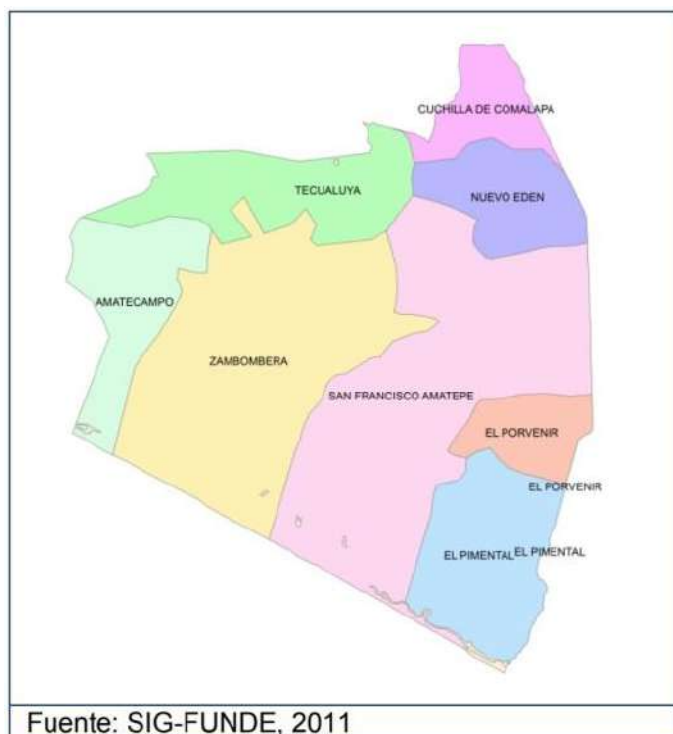 CUCHILLA DE COMALAPA
TECUALUYA
NUEVO EDEN
AMATECAMPO
ZAMBOMBERA
SAN FRANCISCO AMATEPE
EL PORVENIR
EL PORVENIR
EL PIMENTAL
EL PIMENTAL
Fuente: SIG-FUNDE, 2011